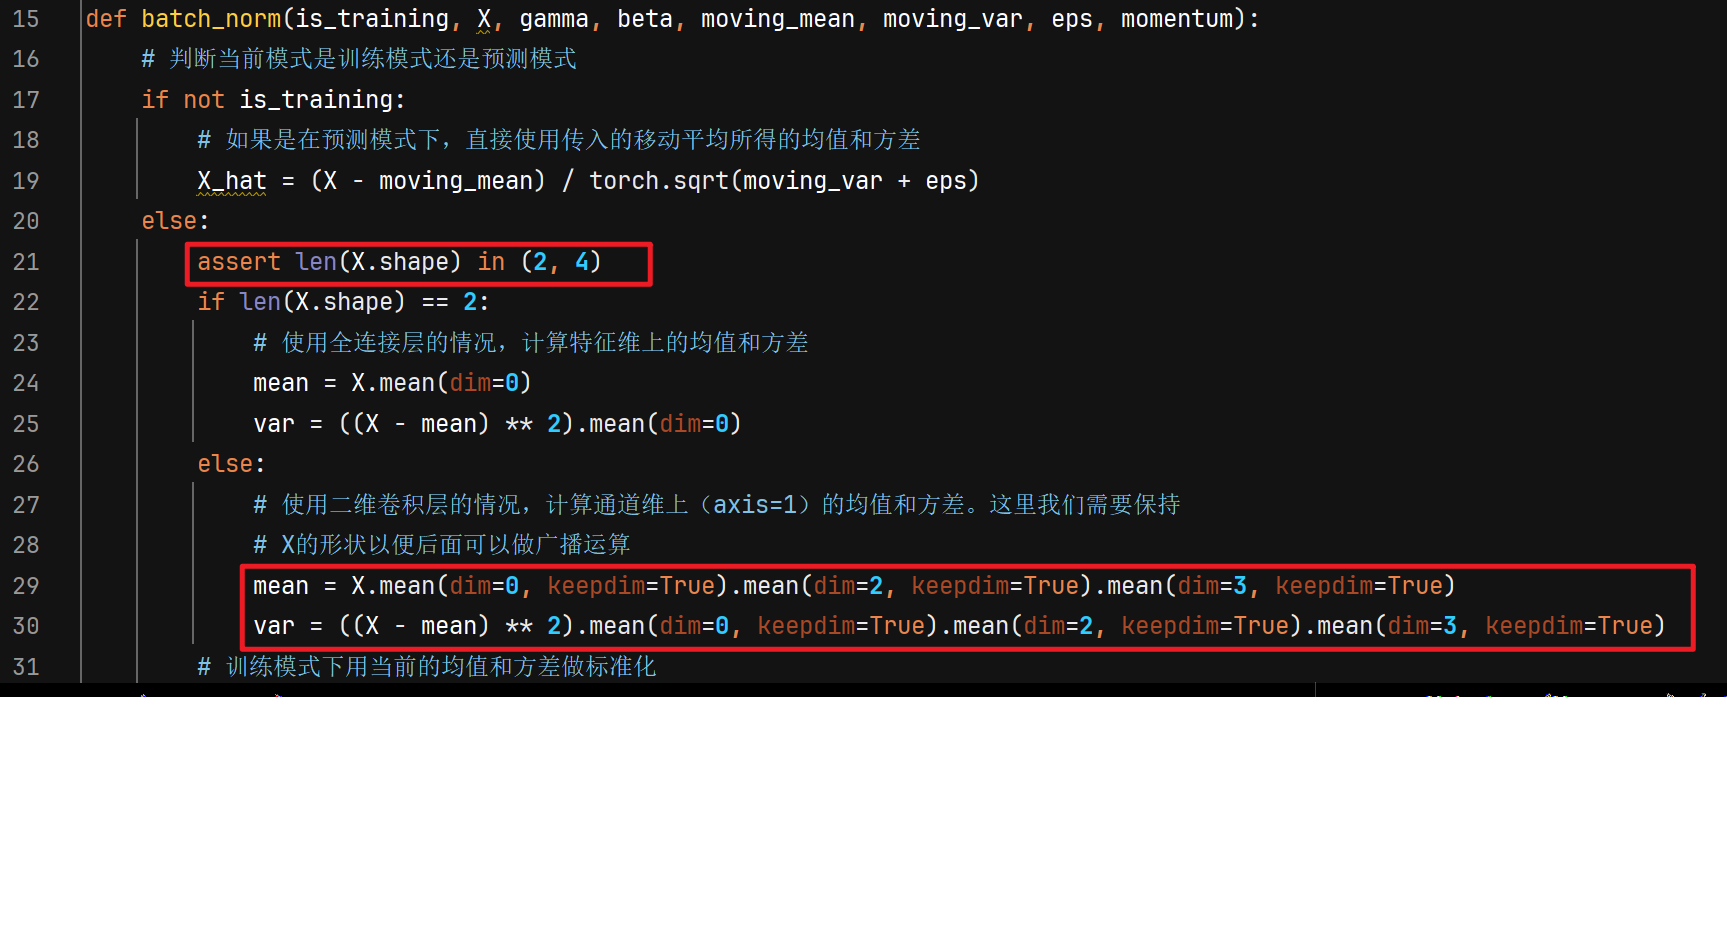 15 def batch_norm(is_training, X, gamma, beta, moving_mean, moving_var, eps, momentum):
16     # 判断当前模式是训练模式还是预测模式
17     if not is_training:
18         # 如果是在预测模式下，直接使用传入的移动平均所得的均值和方差
19         X_hat = (X - moving_mean) / torch.sqrt(moving_var + eps)
20     else:
21         assert len(X.shape) in (2, 4)
22         if len(X.shape) == 2:
23             # 使用全连接层的情况，计算特征维上的均值和方差
24             mean = X.mean(dim=0)
25             var = ((X - mean) ** 2).mean(dim=0)
26         else:
27             # 使用二维卷积层的情况，计算通道维上（axis=1）的均值和方差。这里我们需要保持
28             # X的形状以便后面可以做广播运算
29             mean = X.mean(dim=0, keepdim=True).mean(dim=2, keepdim=True).mean(dim=3, keepdim=True)
30             var = ((X - mean) ** 2).mean(dim=0, keepdim=True).mean(dim=2, keepdim=True).mean(dim=3, keepdim=True)
31         # 训练模式下用当前的均值和方差做标准化